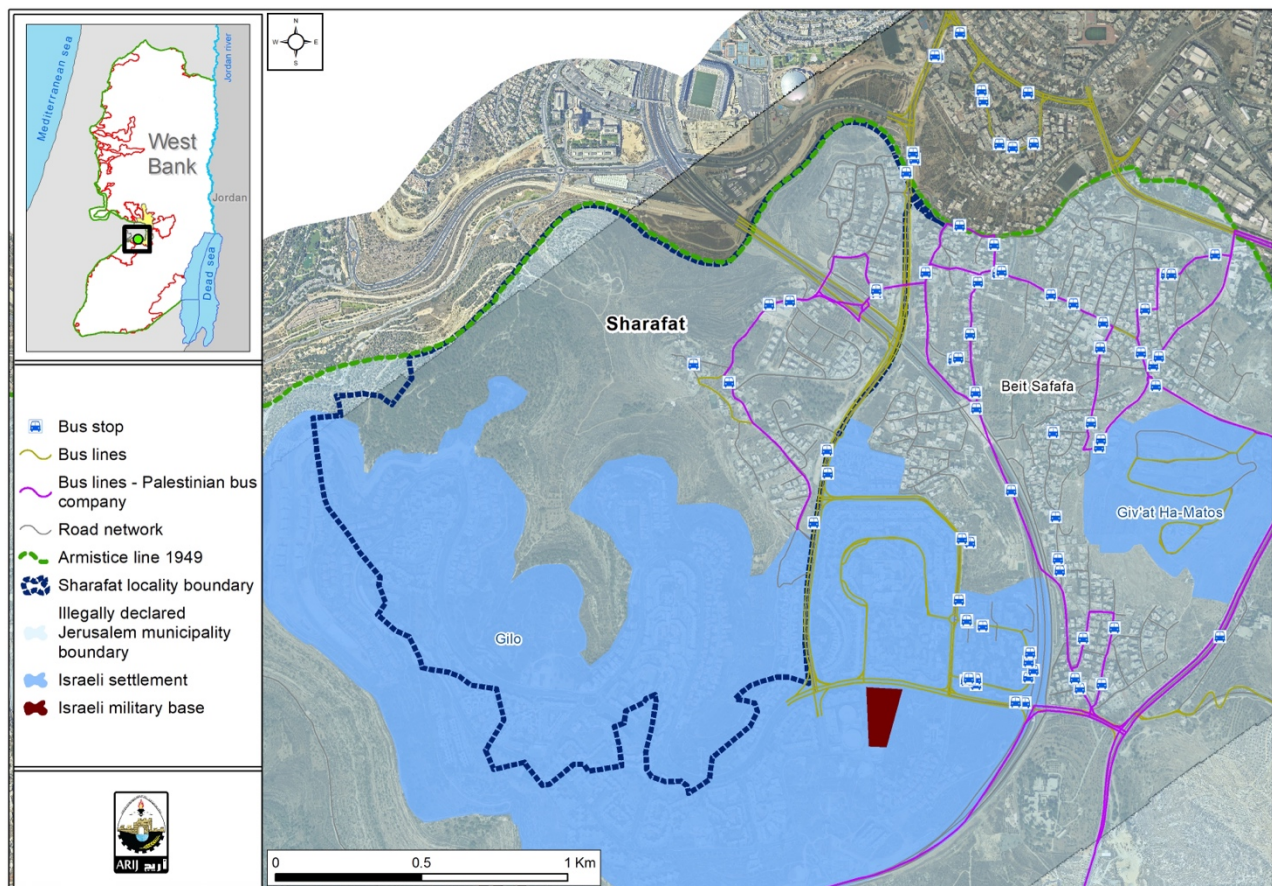 Mediterranean sea
Jordan river
West
Bank
Jordan
Dead sea
N
W E
S
Bus stop
Bus lines
Bus lines - Palestinian bus
company
Road network
Armistice line 1949
Sharafat locality boundary
Illegally declared
Jerusalem municipality
boundary
Israeli settlement
Israeli military base
ARIJ أريج
Sharafat
Beit Safafa
Giv'at Ha-Matos
Gilo
0 0.5 1 Km